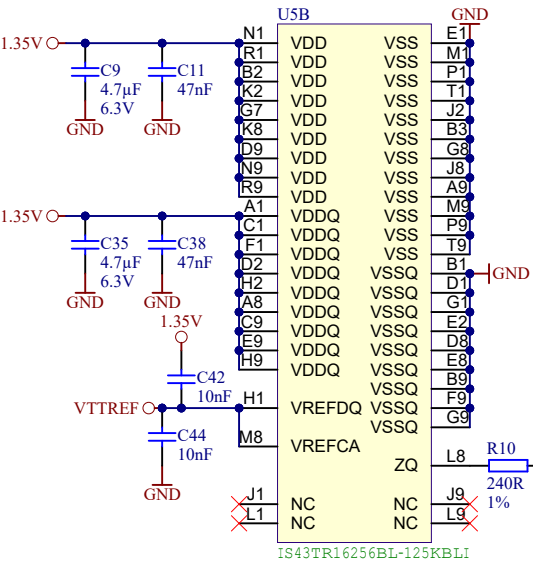 U5B
GND
1.35V
N1 VDD VSS E1
R1 VDD VSS M1
C9
4.7µF
6.3V
GND
C11
47nF
GND
B2 VDD VSS P1
K2 VDD VSS T1
G7 VDD VSS J2
K8 VDD VSS B3
D9 VDD VSS G8
N9 VDD VSS J8
R9 VDD VSS A9
1.35V
A1 VDDQ VSS M9
C1 VDDQ VSS P9
C35
4.7µF
6.3V
GND
C38
47nF
GND
F1 VDDQ VSS T9
D2 VDDQ VSSQ B1
GND
H2 VDDQ VSSQ D1
A8 VDDQ VSSQ G1
C9 VDDQ VSSQ E2
E9 VDDQ VSSQ D8
H9 VDDQ VSSQ E8
VSSQ B9
1.35V
C42
10nF
VTTREF
H1 VREFDQ VSSQ F9
VSSQ G9
C44
10nF
GND
M8 VREFCA
ZQ L8
R10
240R
1%
J1 NC NC J9
L1 NC NC L9
IS43TR16256BL-125KBLI